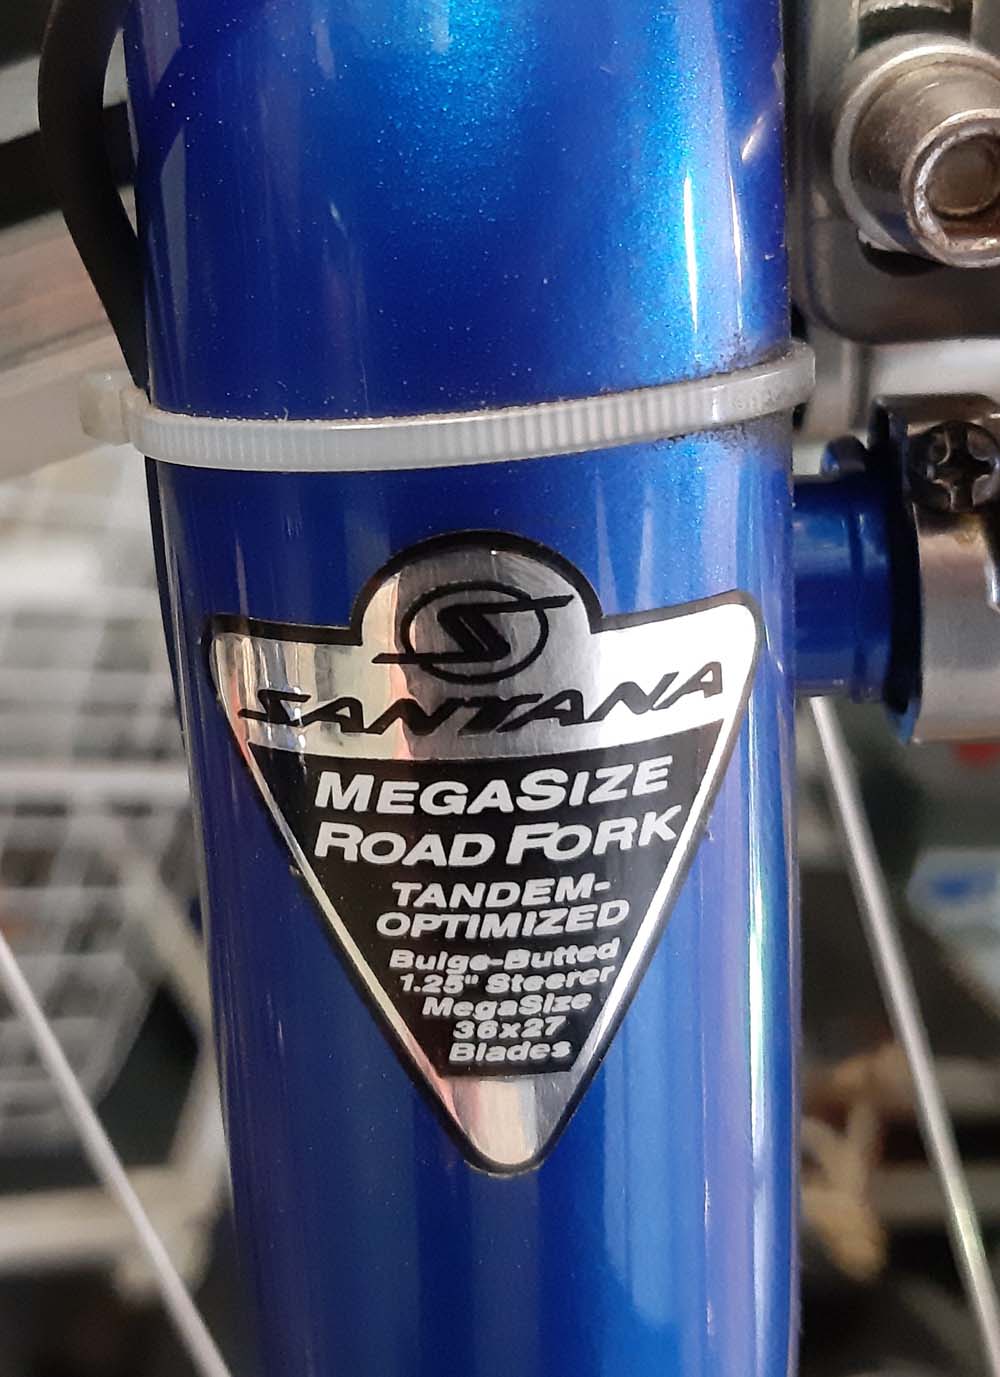 SANTANA
MEGASIZE
ROAD FORK
TANDEM-
OPTIMIZED
Bulge-Butted
1.25" Steerer
MegaSize
36x27
Blades